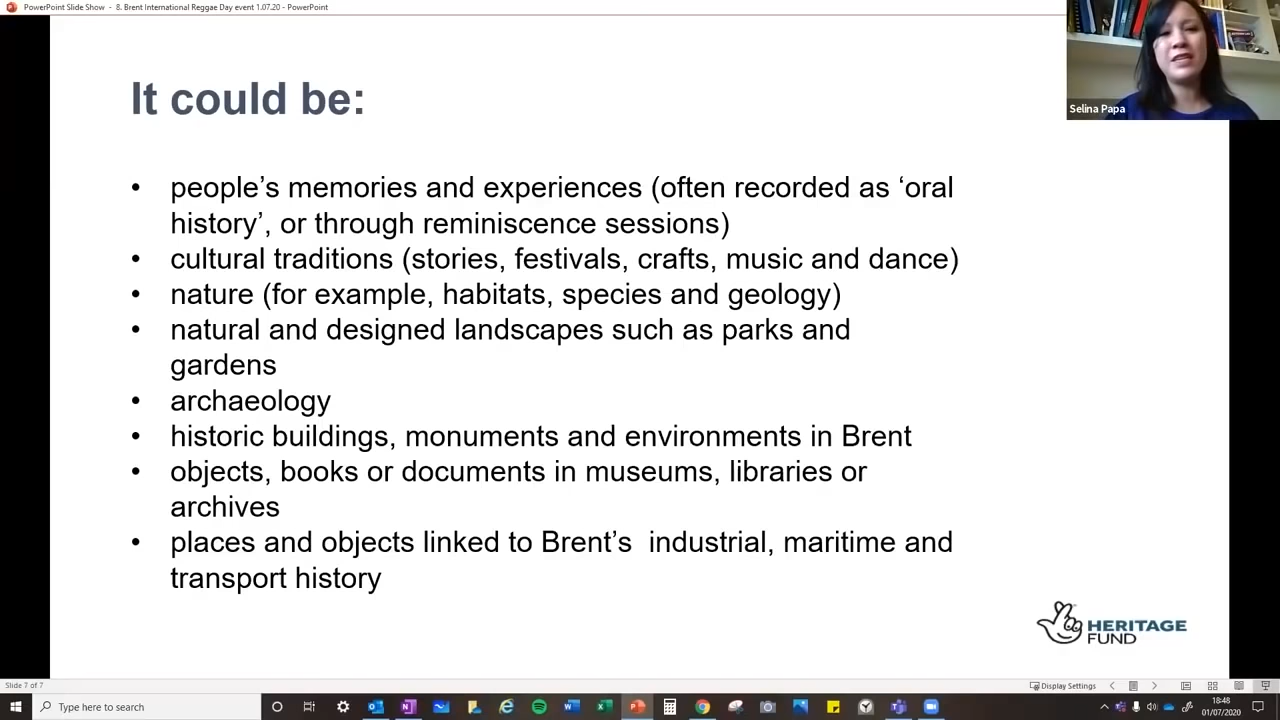 PowerPoint Slide Show - 8. Brent International Reggae Day event 1.07.20 - PowerPoint
Selina Papa
It could be:
• people’s memories and experiences (often recorded as ‘oral
history’, or through reminiscence sessions)
• cultural traditions (stories, festivals, crafts, music and dance)
• nature (for example, habitats, species and geology)
• natural and designed landscapes such as parks and
gardens
• archaeology
• historic buildings, monuments and environments in Brent
• objects, books or documents in museums, libraries or
archives
• places and objects linked to Brent’s  industrial, maritime and
transport history
HERITAGE
FUND
Slide 7 of 7
Display Settings
Type here to search
18:48
01/07/2020